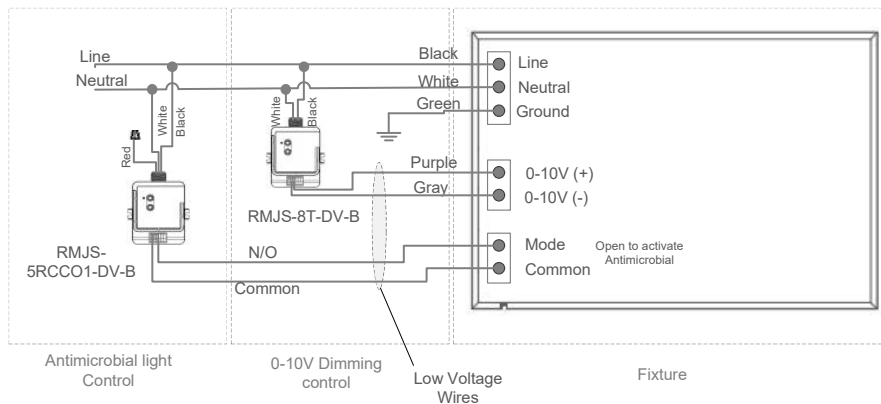 Line
Neutral
Black
White
Green
Line
Neutral
Ground
White
Black
Red
White
Black
Purple
Gray
0-10V (+)
0-10V (-)
RMJS-8T-DV-B
RMJS-
5RCCO1-DV-B
N/O
Common
Mode
Common
Open to activate
Antimicrobial
Antimicrobial light
Control
0-10V Dimming
control
Low Voltage
Wires
Fixture